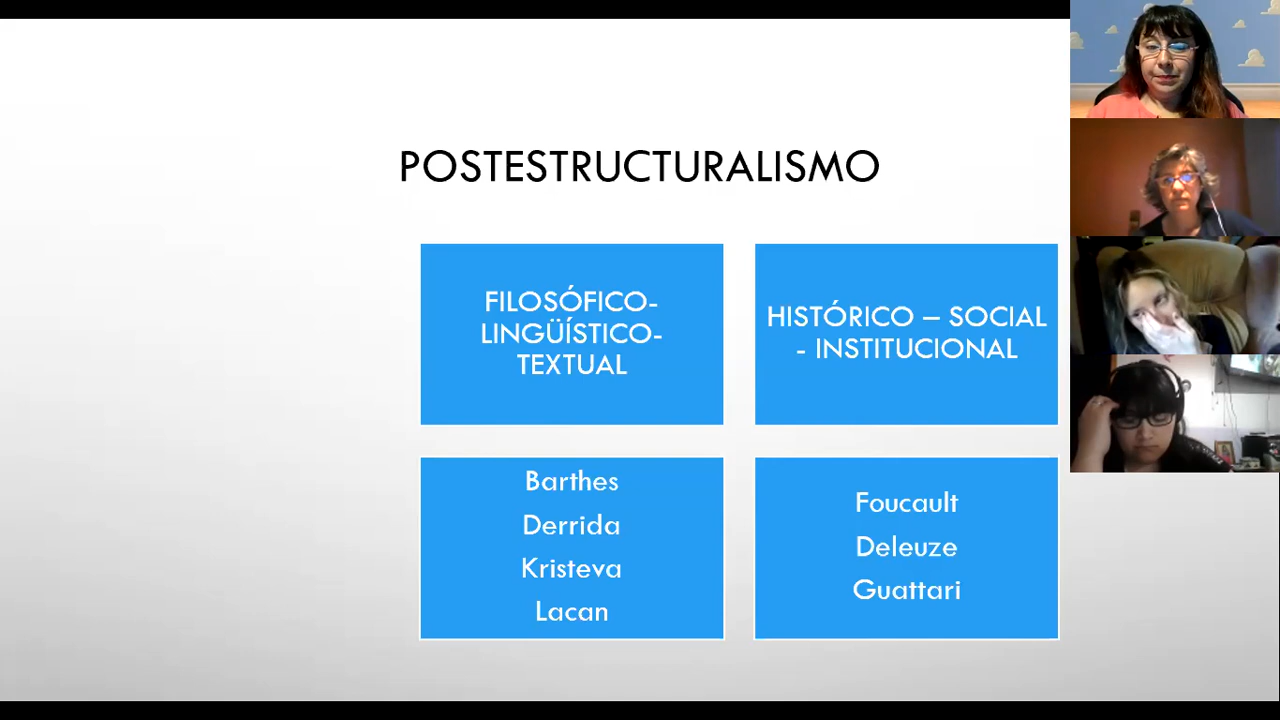 POSTESTRUCTURALISMO
FILOSÓFICO-
LINGÜÍSTICO-
TEXTUAL
HISTÓRICO – SOCIAL
- INSTITUCIONAL
Barthes
Derrida
Kristeva
Lacan
Foucault
Deleuze
Guattari